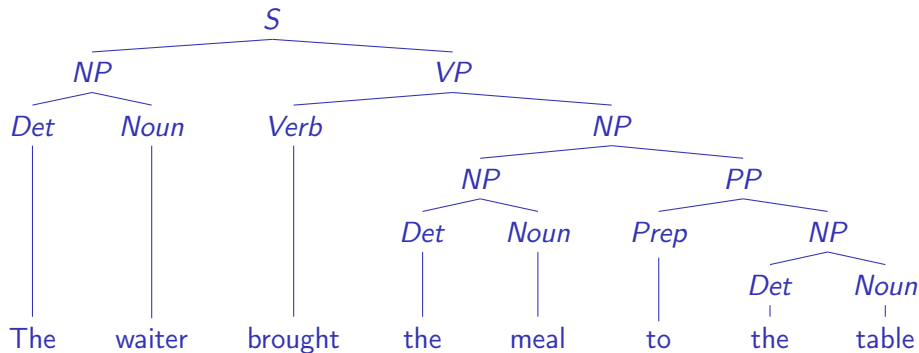 S
NP VP
Det Noun Verb NP
NP PP
Det Noun Prep NP
Det Noun
The waiter brought the meal to the table